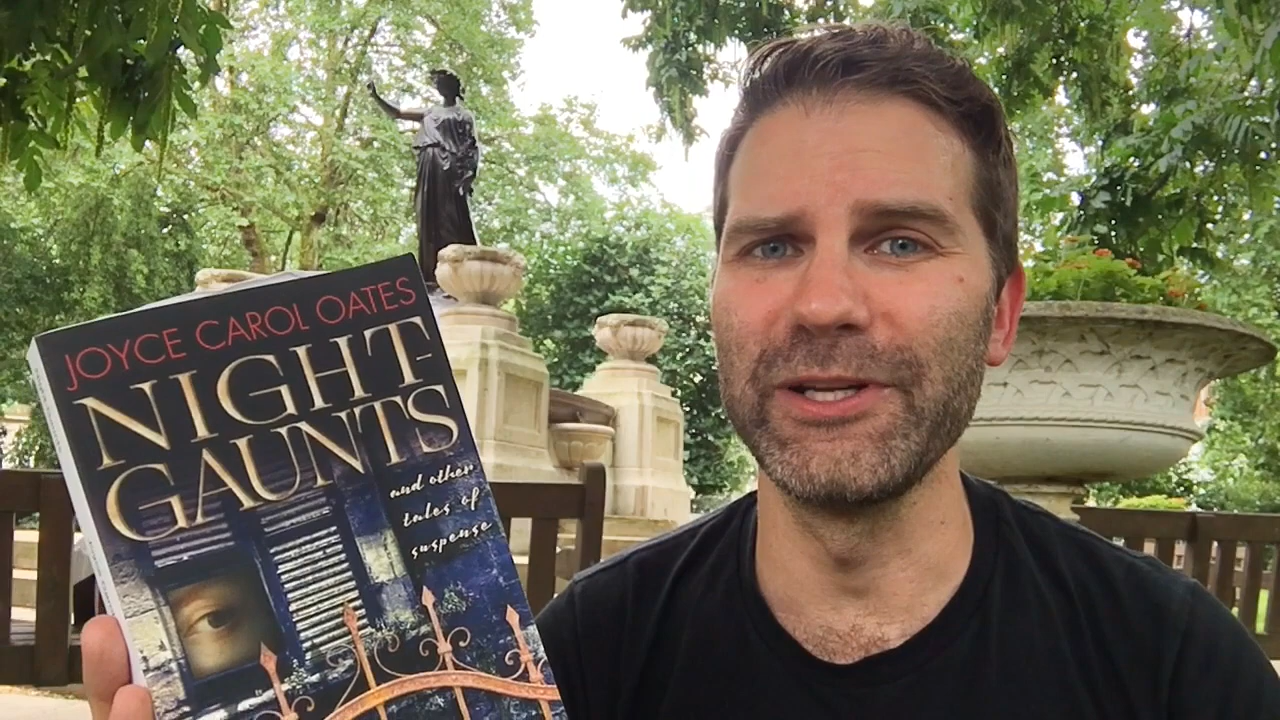 JOYCE CAROL OATES
NIGHT-
GAUNTS
and other
tales of
suspense